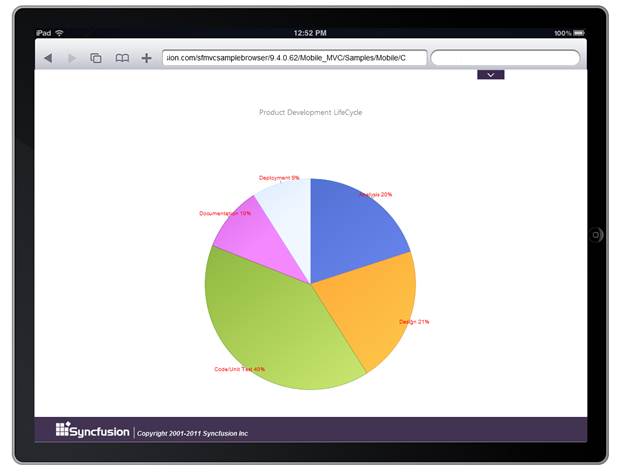 iPad 12:52 PM 100%
ion.com/sfmvcsamplebrowser/9.4.0.62/Mobile_MVC/Samples/Mobile/C
Product Development LifeCycle
Deployment 9%
Analysis 20%
Documentation 10%
Design 21%
Code/Unit Test 40%
Syncfusion Copyright 2001-2011 Syncfusion Inc